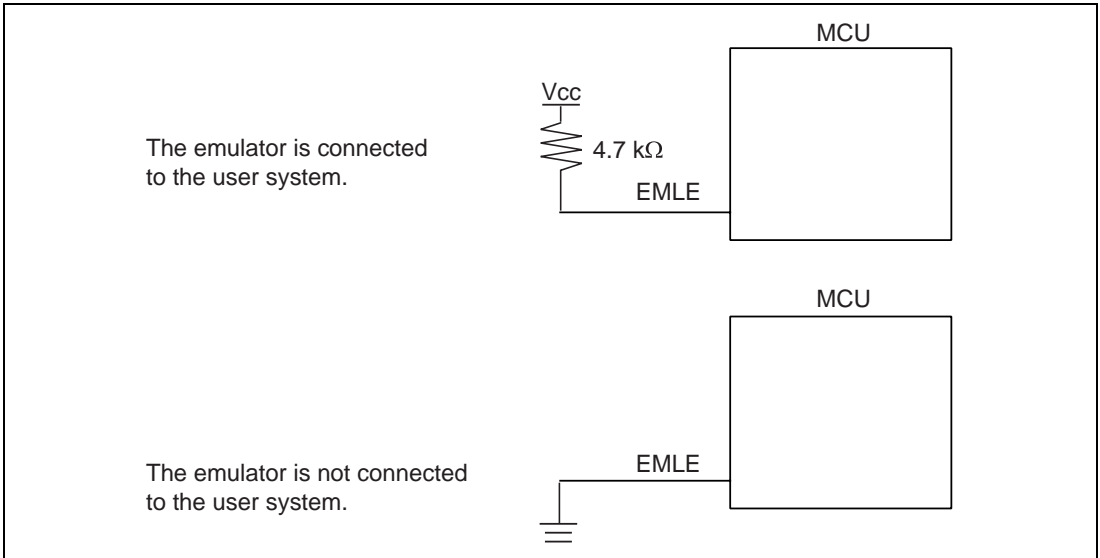 MCU
Vcc
The emulator is connected
to the user system.
4.7 kΩ
EMLE
MCU
The emulator is not connected
to the user system.
EMLE